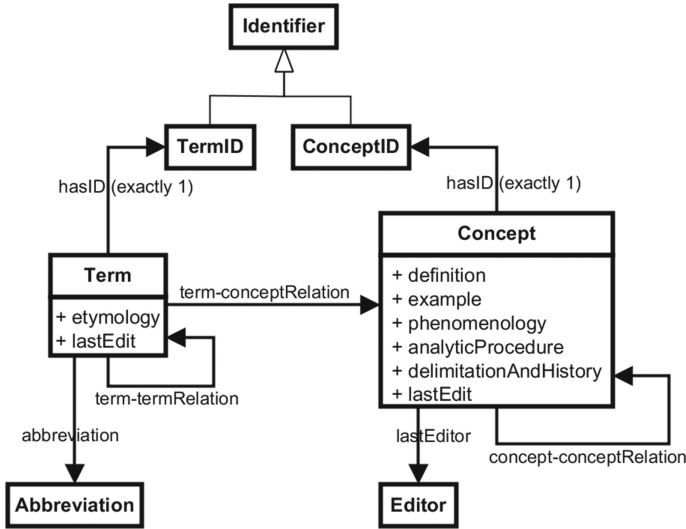 Identifier
TermID
ConceptID
hasID (exactly 1)
hasID (exactly 1)
Concept
+ definition
+ example
+ phenomenology
+ analyticProcedure
+ delimitationAndHistory
+ lastEdit
Term
+ etymology
+ lastEdit
term-conceptRelation
term-termRelation
abbreviation
lastEditor
concept-conceptRelation
Abbreviation
Editor